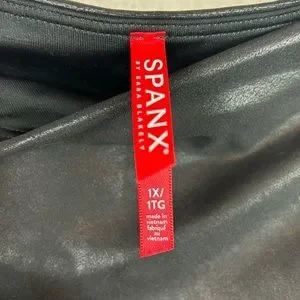 SPANX®
BY SARA BLAKELY
1X/
1TG
made in
vietnam
fabriqué au
vietnam